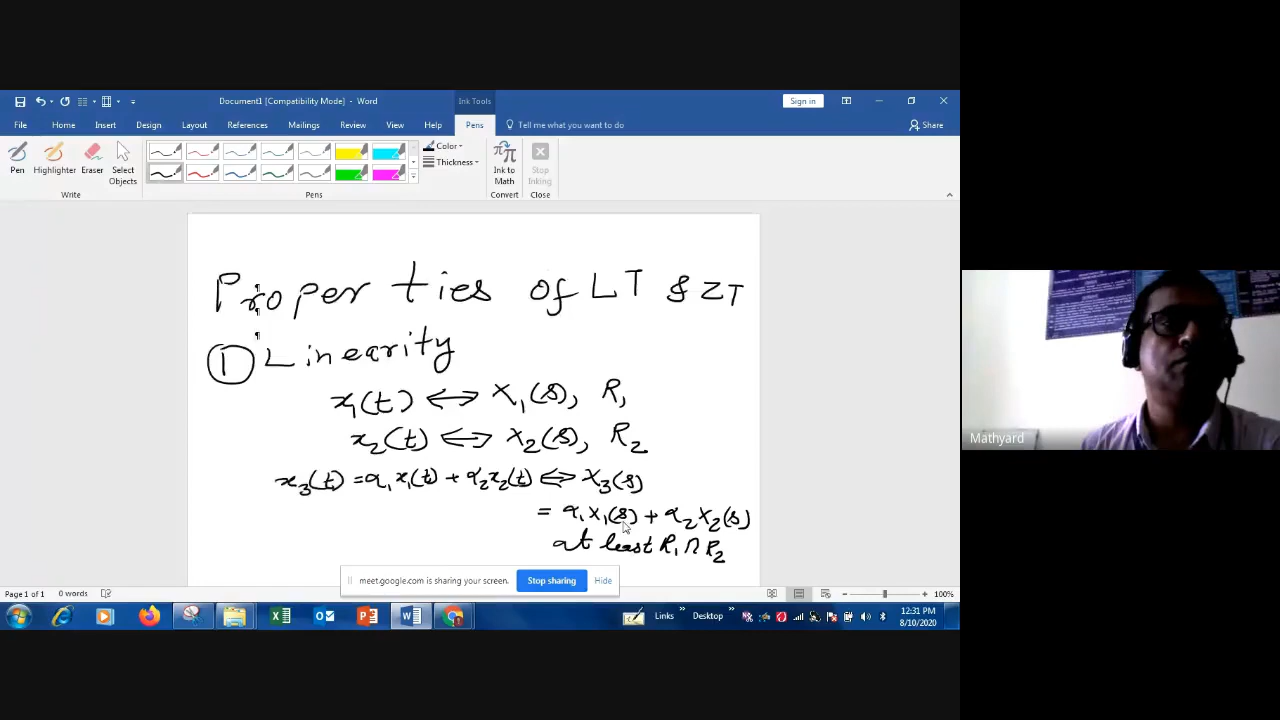 Document1 [Compatibility Mode] - Word
Ink Tools
Sign in
File Home Insert Design Layout References Mailings Review View Help Pens Tell me what you want to do Share
Pen Highlighter Eraser Select Objects
Color
Thickness
Ink to Math
Stop Inking
Write Pens Convert Close
Properties of LT & ZT
① Linearity
x₁(t) ⟺ X₁(s), R₁
x₂(t) ⟺ X₂(s), R₂
x₃(t) = a₁x₁(t) + a₂x₂(t) ⟺ X₃(s)
= a₁X₁(s) + a₂X₂(s)
at least R₁ ∩ R₂
Mathyard
meet.google.com is sharing your screen. Stop sharing Hide
Page 1 of 1 0 words 100%
Links Desktop 12:31 PM
8/10/2020